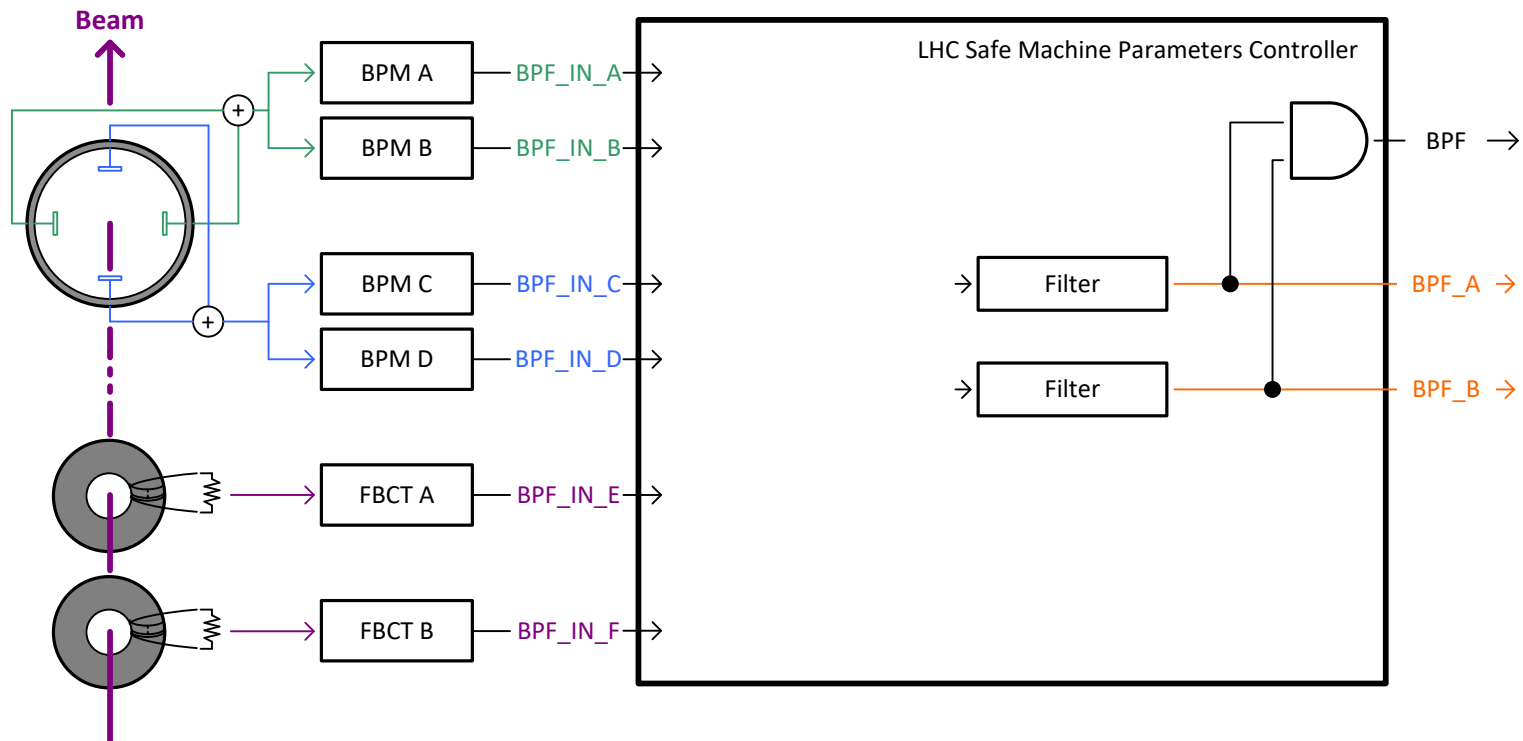 Beam
LHC Safe Machine Parameters Controller
BPM A
BPF_IN_A
BPM B
BPF_IN_B
BPF
BPM C
BPF_IN_C
Filter
BPF_A
BPM D
BPF_IN_D
Filter
BPF_B
FBCT A
BPF_IN_E
FBCT B
BPF_IN_F